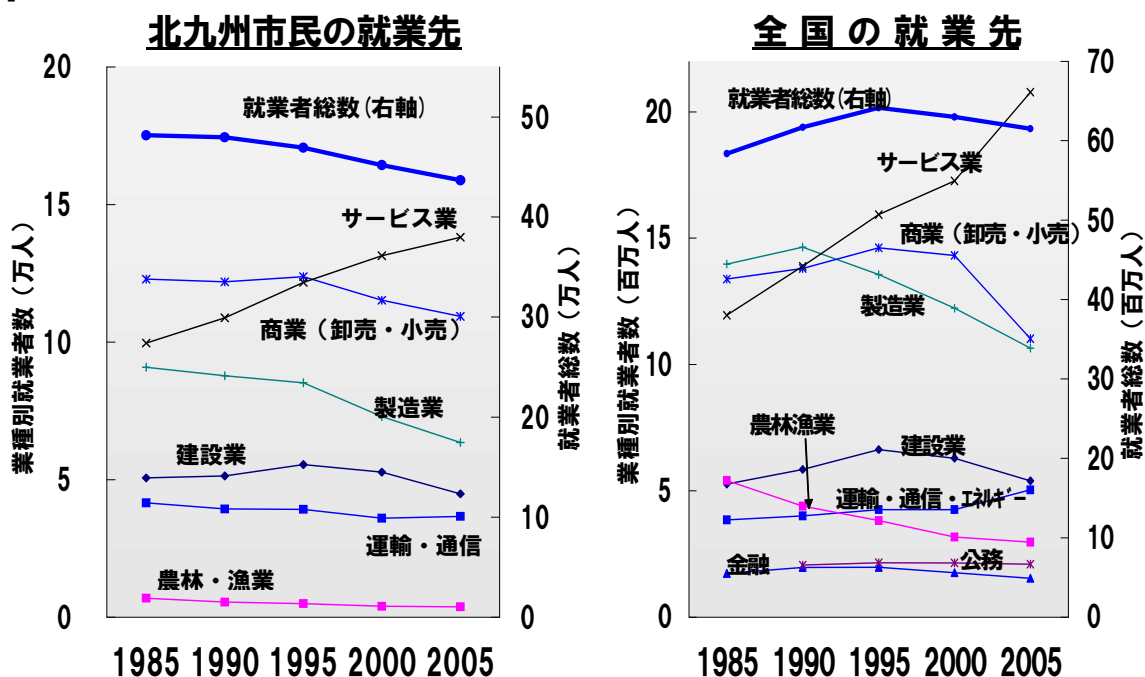 北九州市民の就業先
業種別就業者数（万人）
20
15
10
5
0
就業者総数(右軸)
サービス業
商業（卸売・小売）
製造業
建設業
運輸・通信
農林・漁業
50
40
30
20
10
0
就業者総数（万人）
1985 1990 1995 2000 2005
全国の就業先
業種別就業者数（百万人）
20
15
10
5
0
就業者総数(右軸)
サービス業
商業（卸売・小売）
製造業
農林漁業
建設業
運輸・通信・ｴﾈﾙｷﾞｰ
金融
公務
70
60
50
40
30
20
10
0
就業者総数（百万人）
1985 1990 1995 2000 2005